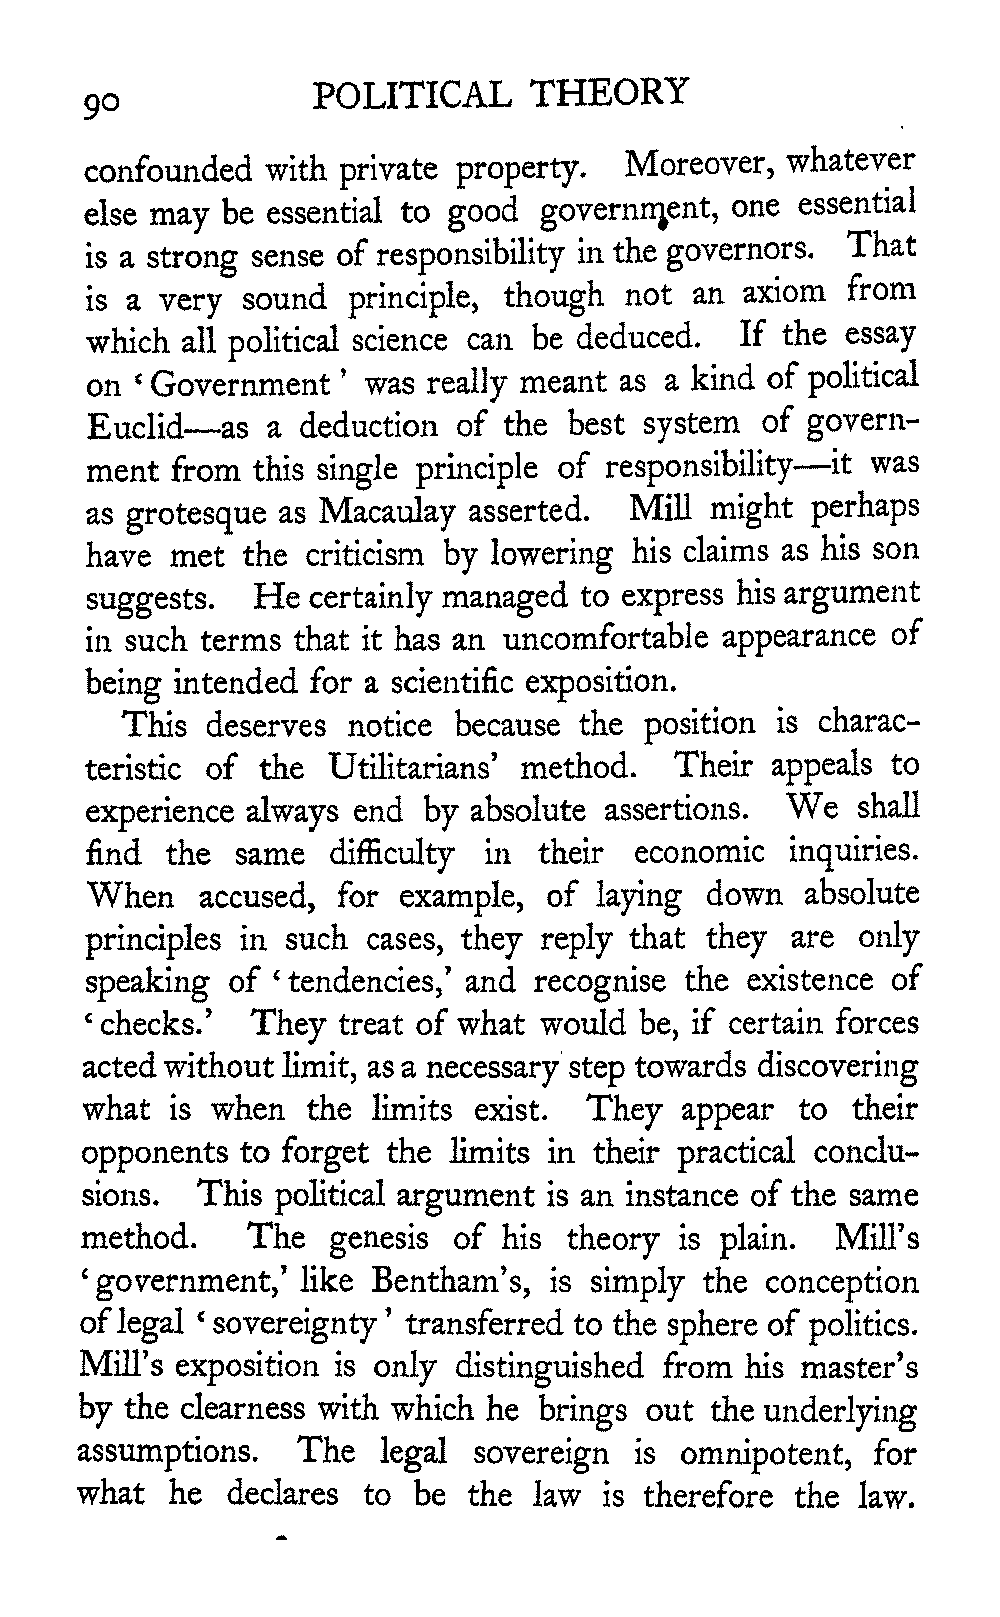 90 POLITICAL THEORY
confounded with private property. Moreover, whatever
else may be essential to good government, one essential
is a strong sense of responsibility in the governors. That
is a very sound principle, though not an axiom from
which all political science can be deduced. If the essay
on ‘Government’ was really meant as a kind of political
Euclid—as a deduction of the best system of govern-
ment from this single principle of responsibility—it was
as grotesque as Macaulay asserted. Mill might perhaps
have met the criticism by lowering his claims as his son
suggests. He certainly managed to express his argument
in such terms that it has an uncomfortable appearance of
being intended for a scientific exposition.
This deserves notice because the position is charac-
teristic of the Utilitarians’ method. Their appeals to
experience always end by absolute assertions. We shall
find the same difficulty in their economic inquiries.
When accused, for example, of laying down absolute
principles in such cases, they reply that they are only
speaking of ‘tendencies,’ and recognise the existence of
‘checks.’ They treat of what would be, if certain forces
acted without limit, as a necessary step towards discovering
what is when the limits exist. They appear to their
opponents to forget the limits in their practical conclu-
sions. This political argument is an instance of the same
method. The genesis of his theory is plain. Mill’s
‘government,’ like Bentham’s, is simply the conception
of legal ‘sovereignty’ transferred to the sphere of politics.
Mill’s exposition is only distinguished from his master’s
by the clearness with which he brings out the underlying
assumptions. The legal sovereign is omnipotent, for
what he declares to be the law is therefore the law.